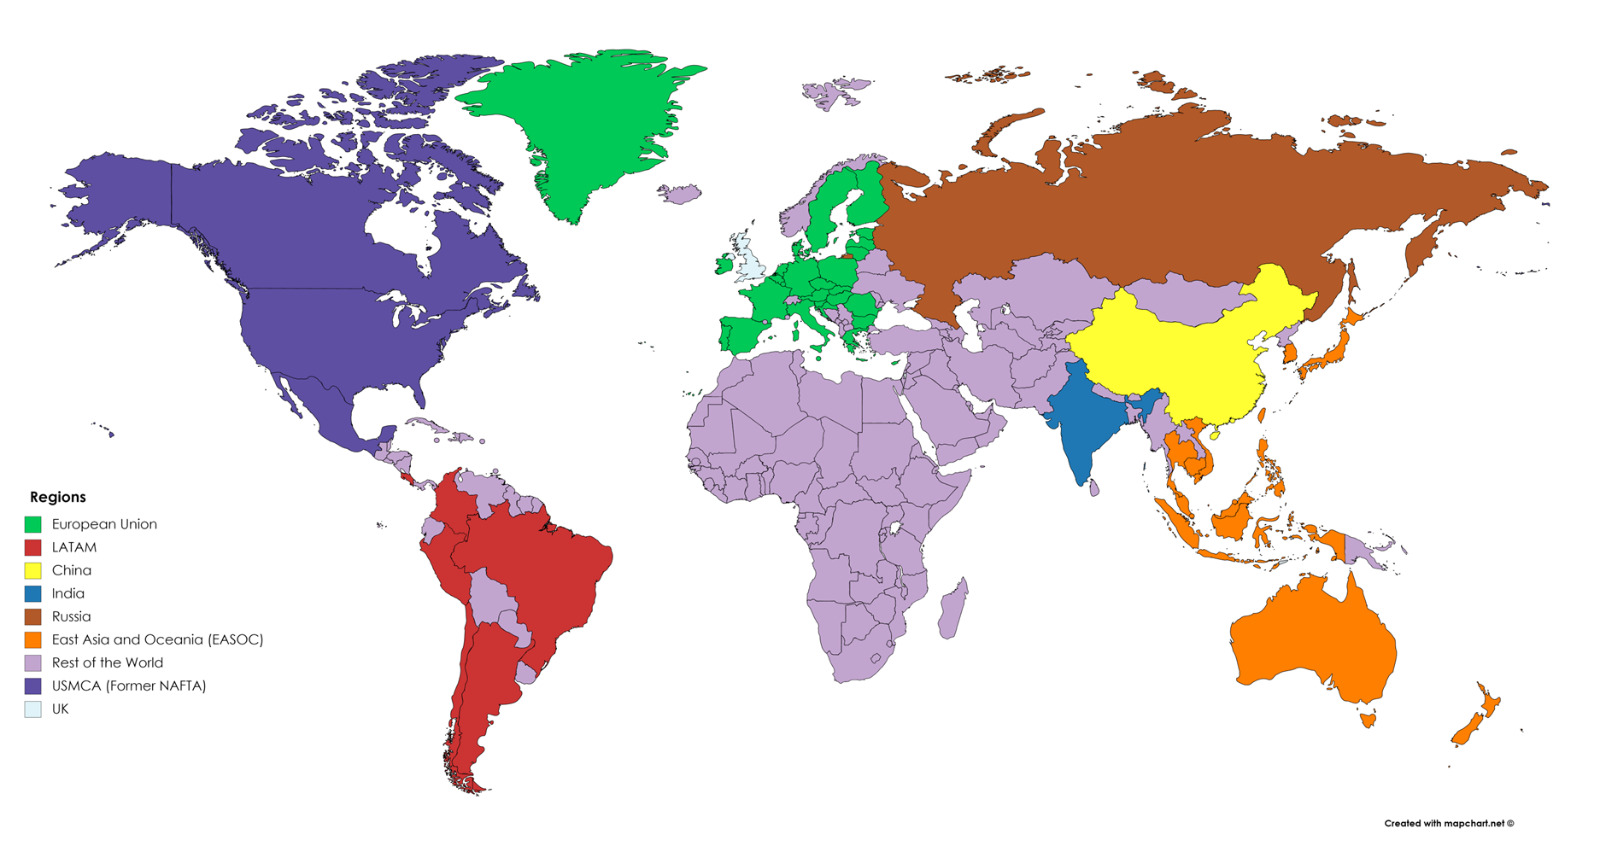 Regions
European Union
LATAM
China
India
Russia
East Asia and Oceania (EASOC)
Rest of the World
USMCA (Former NAFTA)
UK
Created with mapchart.net ©